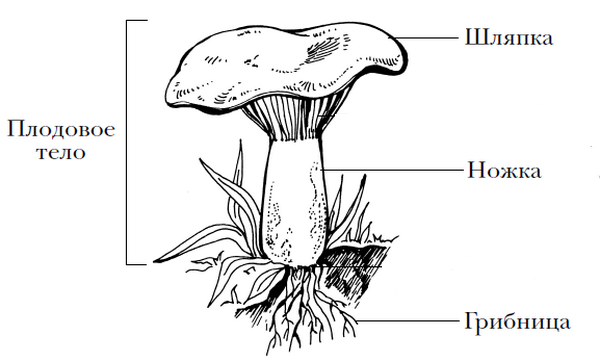 Шляпка
Плодовое
тело
Ножка
Грибница